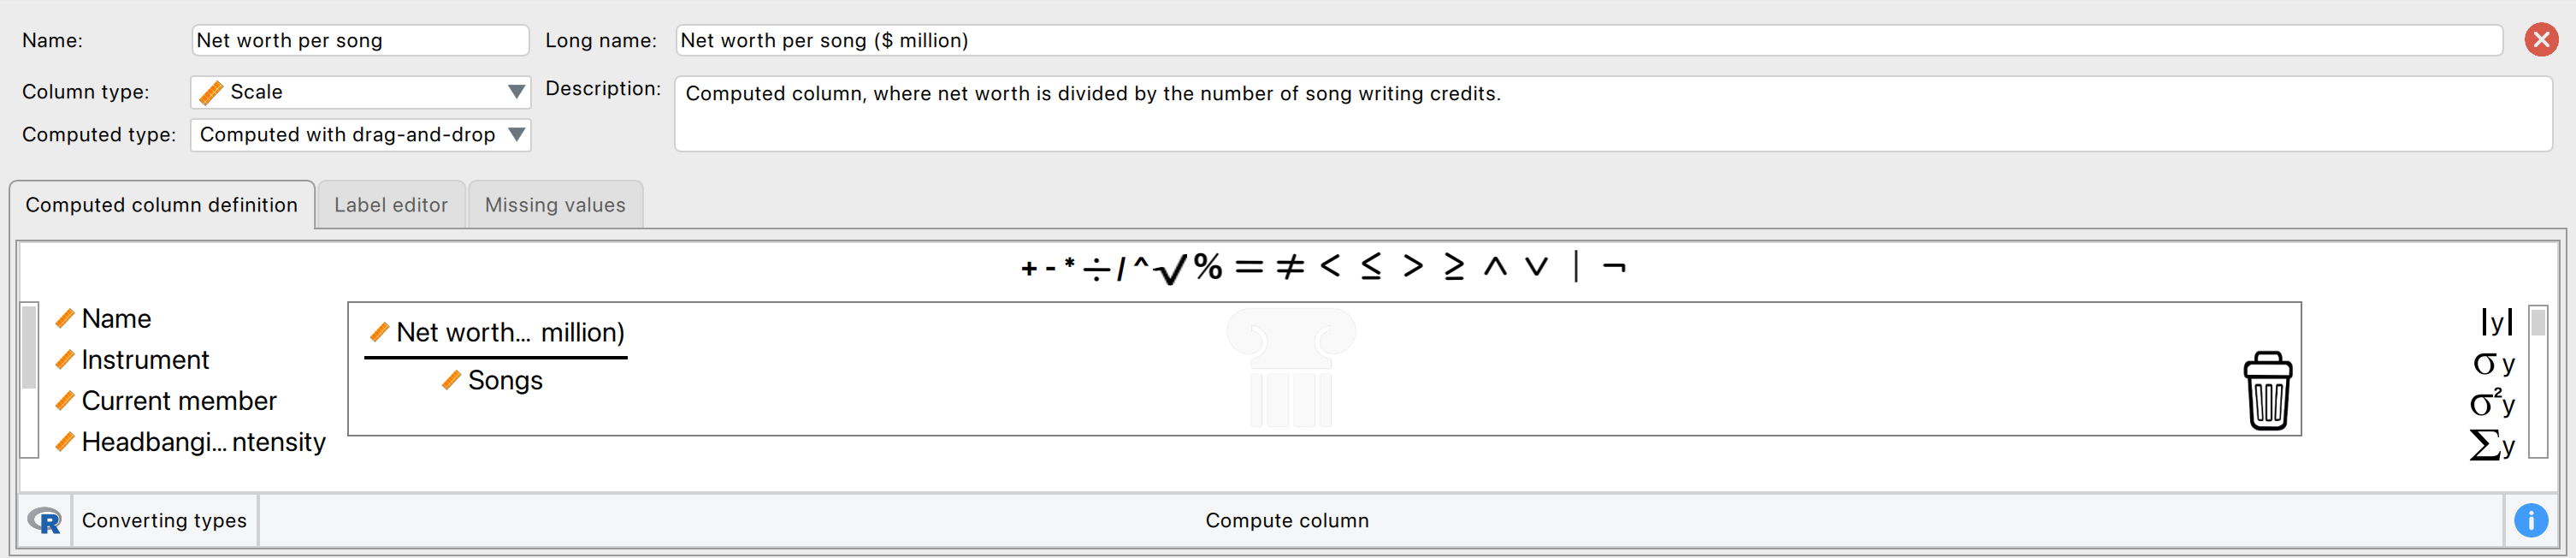 Name: Net worth per song Long name: Net worth per song ($ million)
Column type: Scale Description: Computed column, where net worth is divided by the number of song writing credits.
Computed type: Computed with drag-and-drop
Computed column definition Label editor Missing values
+ - * ÷ / ^ √ % = ≠ < ≤ > ≥ ∧ ∨ | ¬
Name
Instrument
Current member
Headbangi... ntensity
Net worth... million)
Songs
|y|
σ y
σ²y
Σy
R Converting types Compute column i